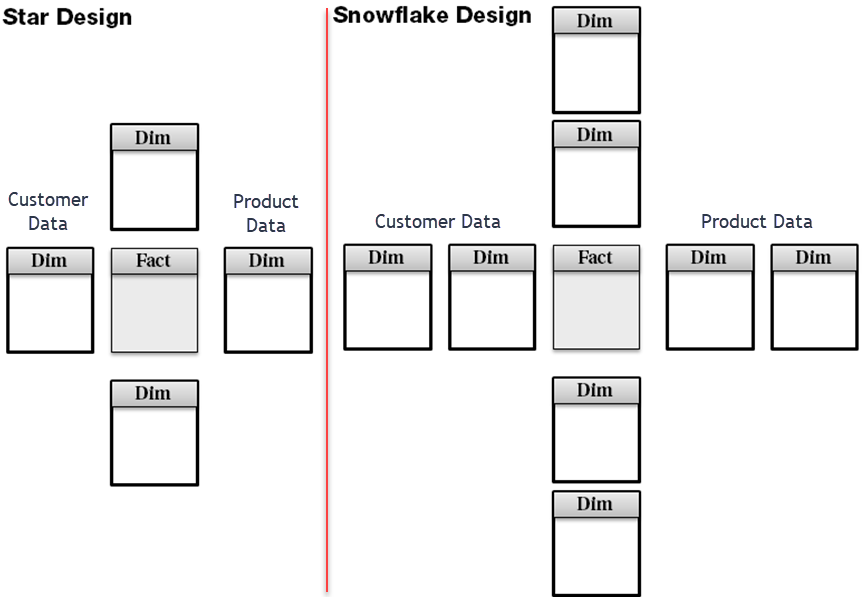 Star Design
Dim
Customer
Data
Product
Data
Dim
Fact
Dim
Dim
Snowflake Design
Dim
Dim
Customer Data
Product Data
Dim
Dim
Fact
Dim
Dim
Dim
Dim